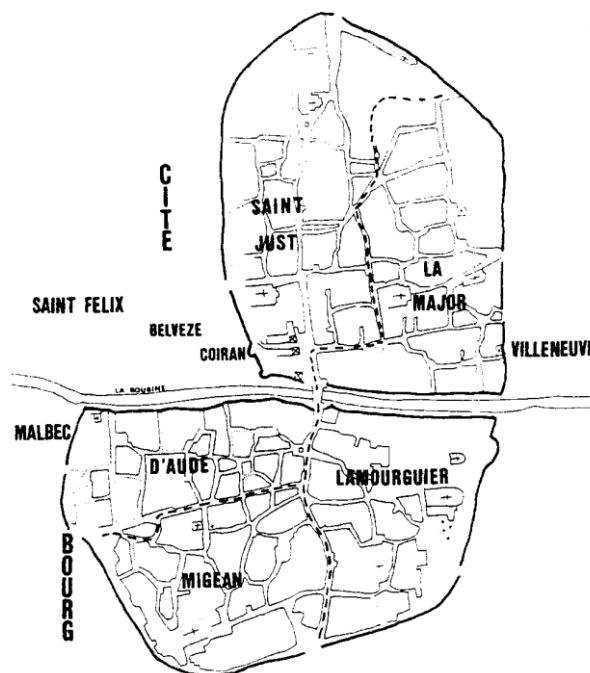 CITE
SAINT
JUST
LA
MAJOR
SAINT FELIX
BELVEZE
COIRAN
VILLENEUVE
LA ROUBINE
MALBEC
D'AUDE
LAMOURGUIER
BOURG
MIGEAN